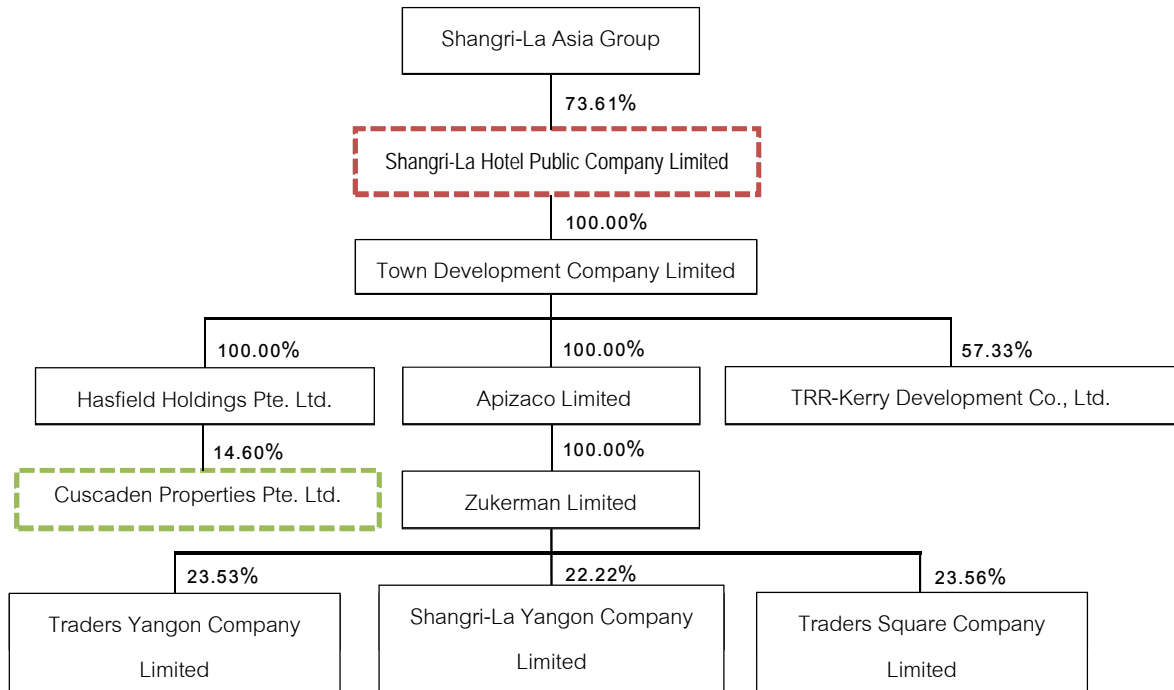 Shangri-La Asia Group
73.61%
Shangri-La Hotel Public Company Limited
100.00%
Town Development Company Limited
100.00%
100.00%
57.33%
Hasfield Holdings Pte. Ltd.
Apizaco Limited
TRR-Kerry Development Co., Ltd.
14.60%
100.00%
Cuscaden Properties Pte. Ltd.
Zukerman Limited
23.53%
22.22%
23.56%
Traders Yangon Company
Limited
Shangri-La Yangon Company
Limited
Traders Square Company
Limited